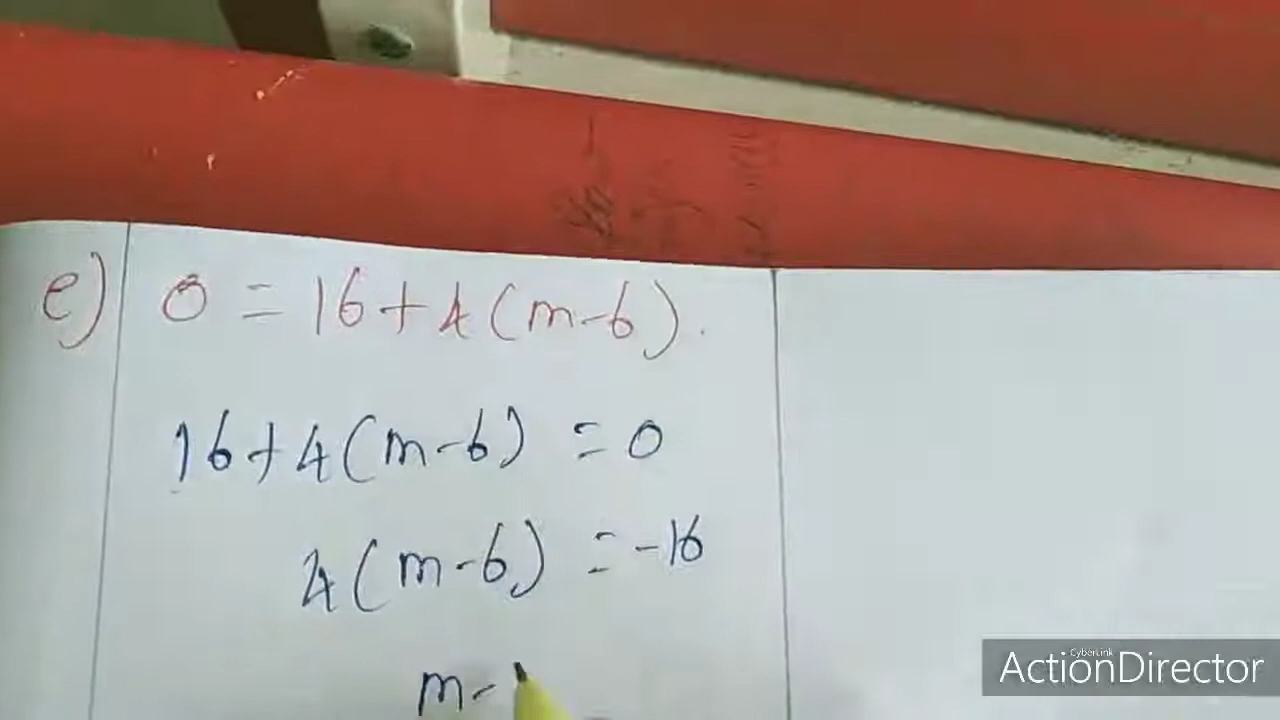 e) 0 = 16 + 4 ( m - 6 ) .
16 + 4 ( m - 6 ) = 0
4 ( m - 6 ) = - 16
m -
CyberLink
ActionDirector